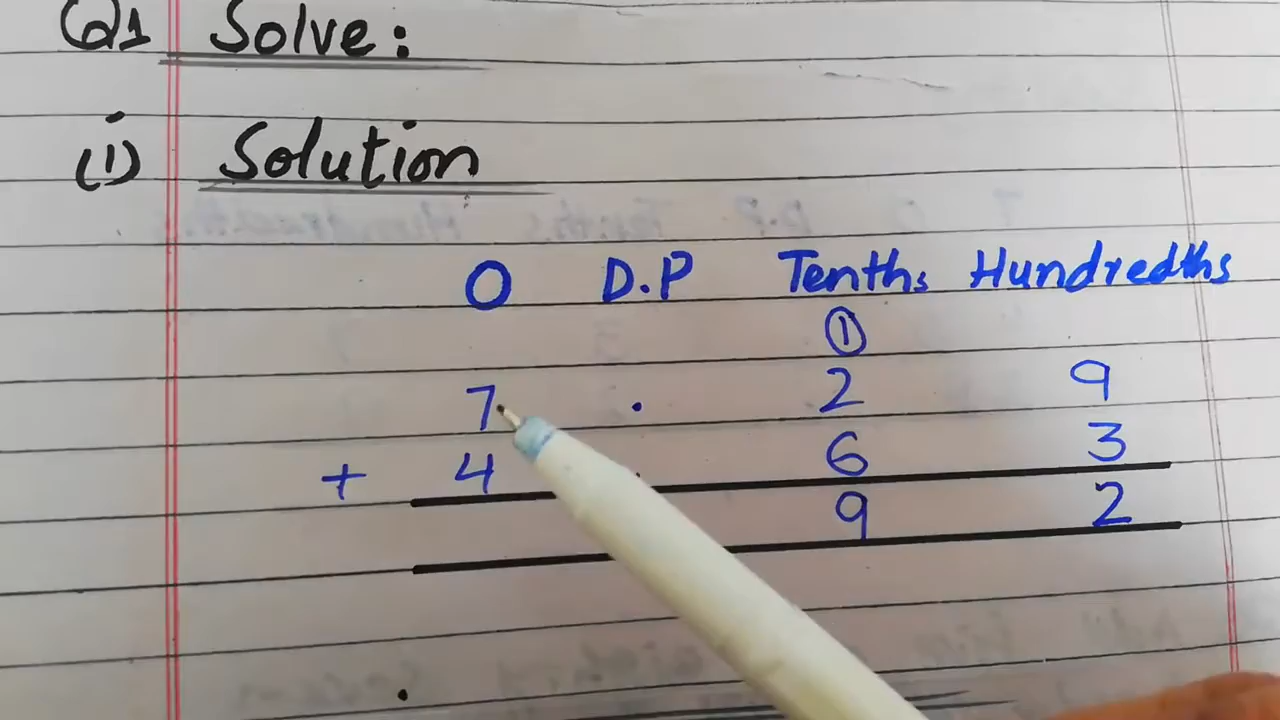 Q1 Solve:
(i) Solution
O D.P Tenths Hundredths
①
7 . 2 9
+ 4 . 6 3
9 2